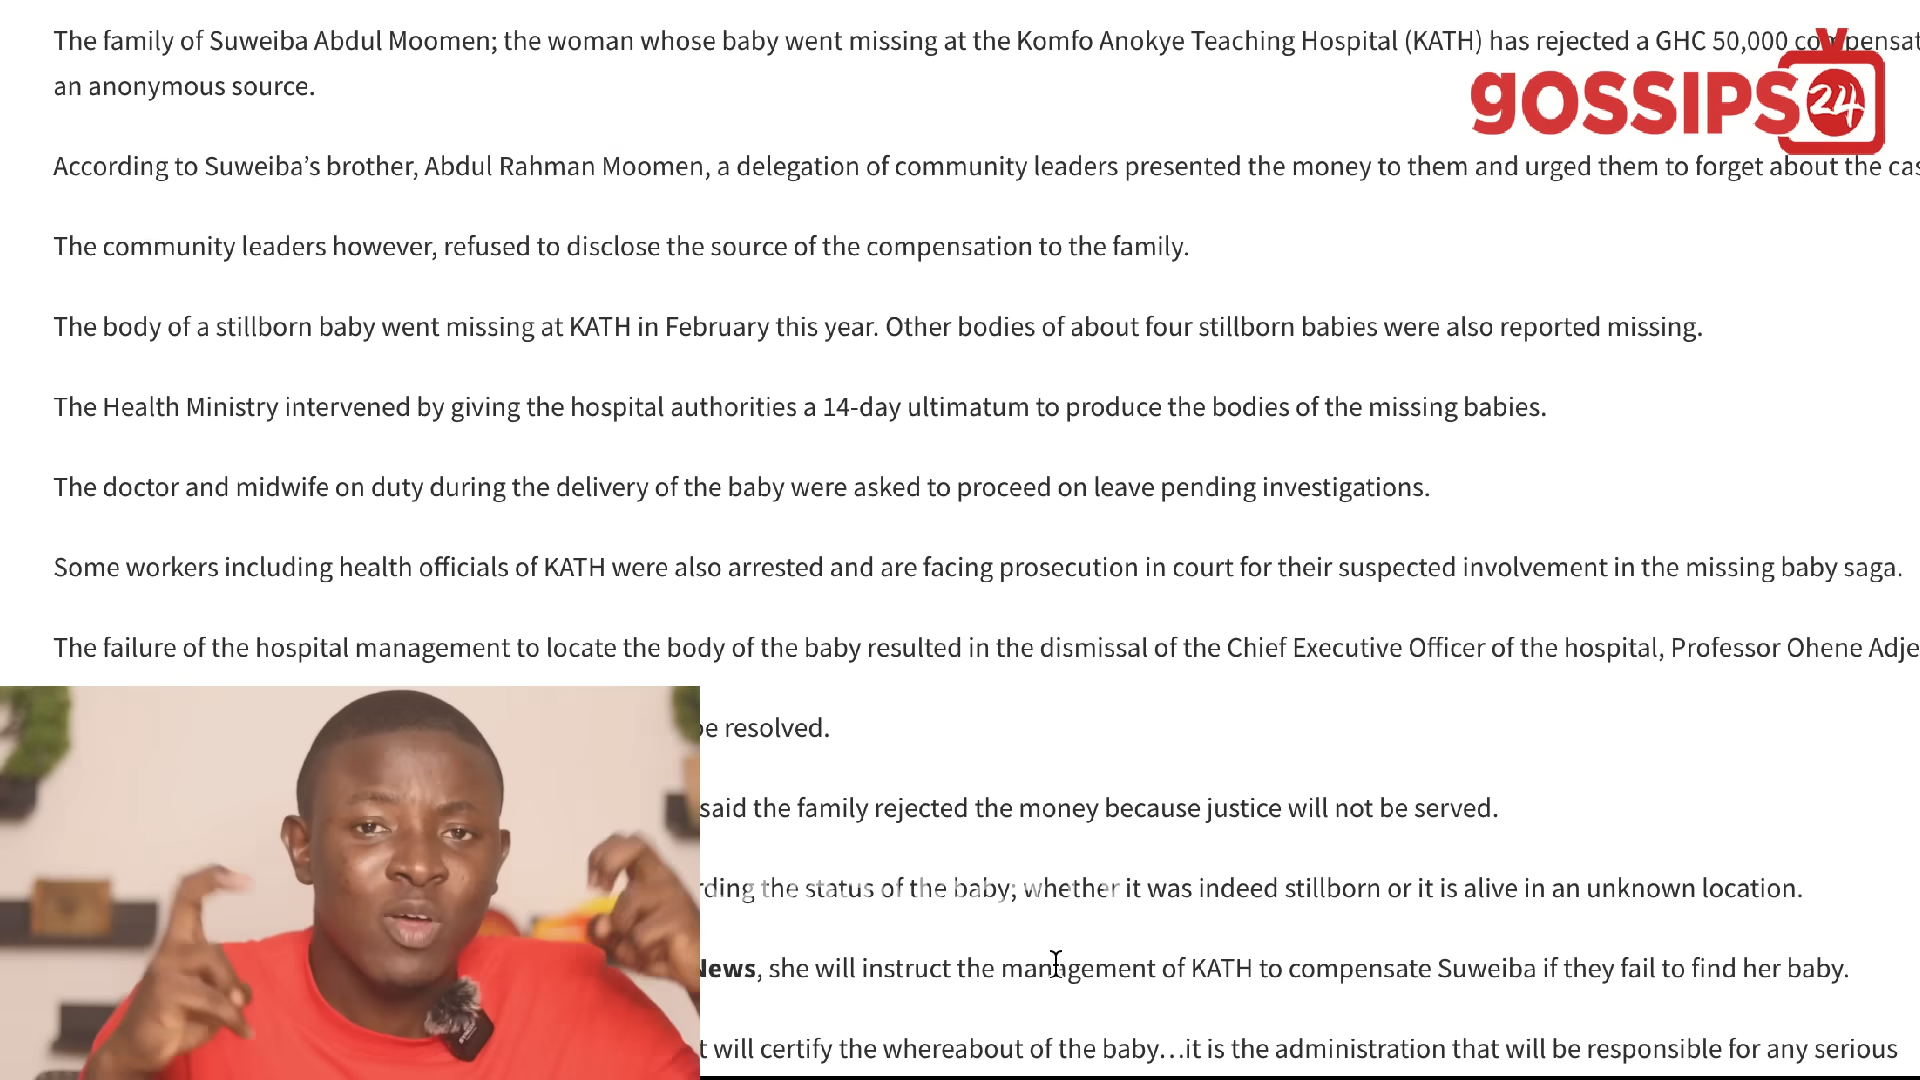 The family of Suweiba Abdul Moomen; the woman whose baby went missing at the Komfo Anokye Teaching Hospital (KATH) has rejected a GHC 50,000
an anonymous source.
gOSSIPS24
According to Suweiba’s brother, Abdul Rahman Moomen, a delegation of community leaders presented the money to them and urged them to forget about the
The community leaders however, refused to disclose the source of the compensation to the family.
The body of a stillborn baby went missing at KATH in February this year. Other bodies of about four stillborn babies were also reported missing.
The Health Ministry intervened by giving the hospital authorities a 14-day ultimatum to produce the bodies of the missing babies.
The doctor and midwife on duty during the delivery of the baby were asked to proceed on leave pending investigations.
Some workers including health officials of KATH were also arrested and are facing prosecution in court for their suspected involvement in the missing baby saga.
The failure of the hospital management to locate the body of the baby resulted in the dismissal of the Chief Executive Officer of the hospital, Professor Ohene Adje
be resolved.
said the family rejected the money because justice will not be served.
the status of the baby; whether it was indeed stillborn or it is alive in an unknown location.
News, she will instruct the management of KATH to compensate Suweiba if they fail to find her baby.
will certify the whereabout of the baby…it is the administration that will be responsible for any serious